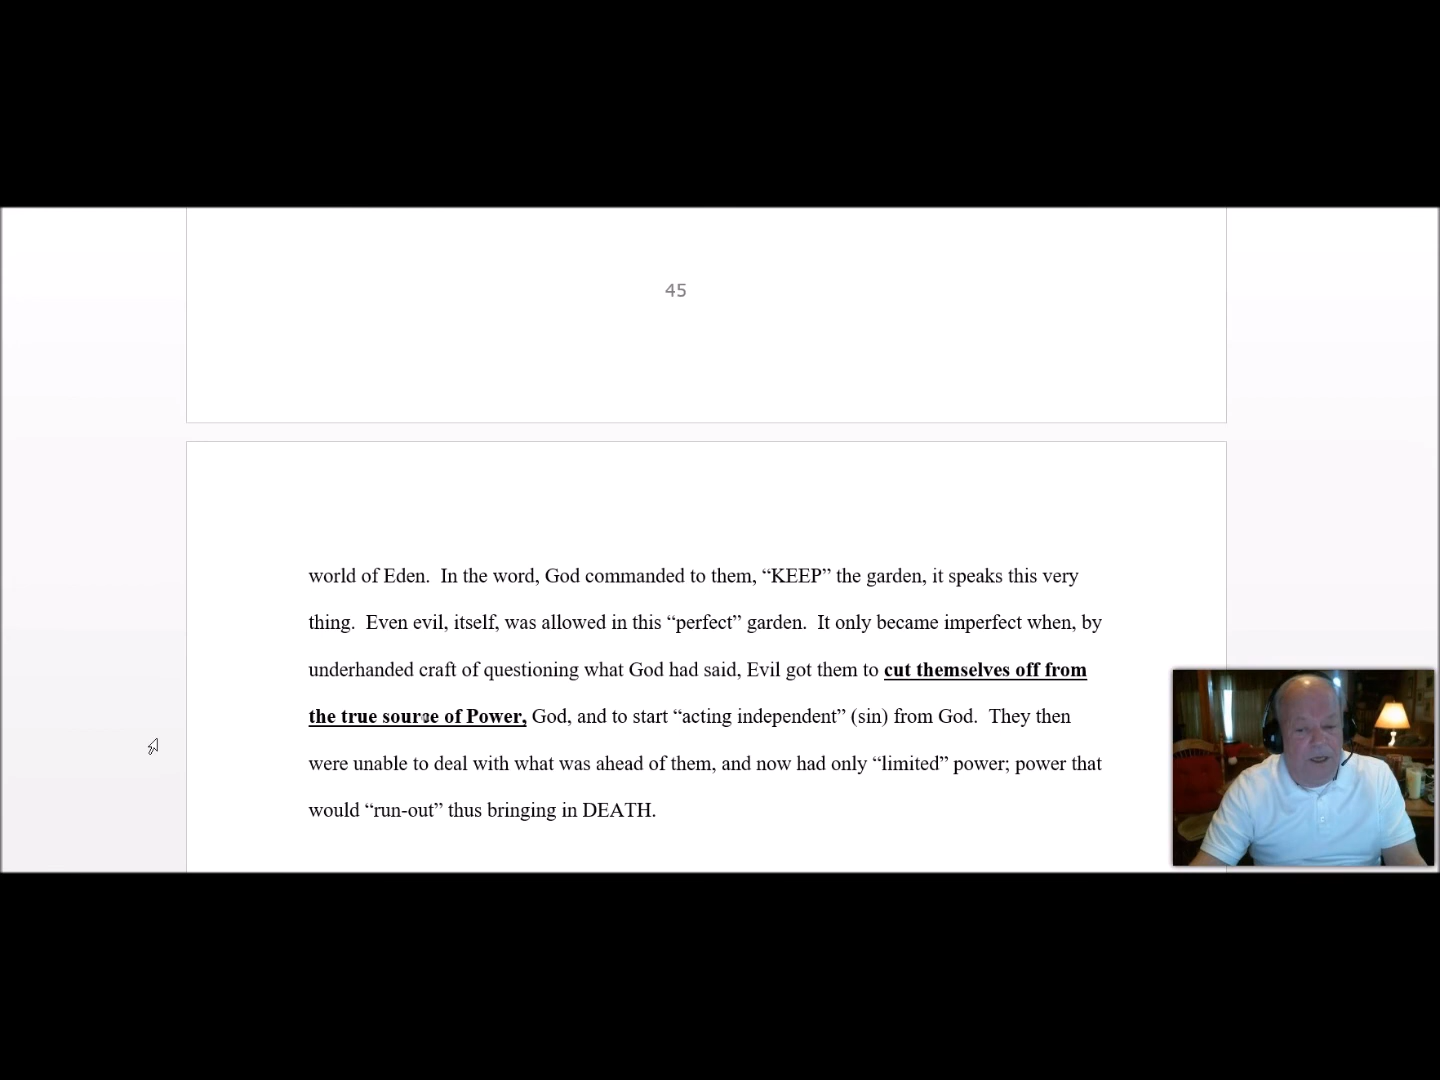 45
world of Eden.  In the word, God commanded to them, “KEEP” the garden, it speaks this very
thing.  Even evil, itself, was allowed in this “perfect” garden.  It only became imperfect when, by
underhanded craft of questioning what God had said, Evil got them to cut themselves off from
the true source of Power, God, and to start “acting independent” (sin) from God.  They then
were unable to deal with what was ahead of them, and now had only “limited” power; power that
would “run-out” thus bringing in DEATH.